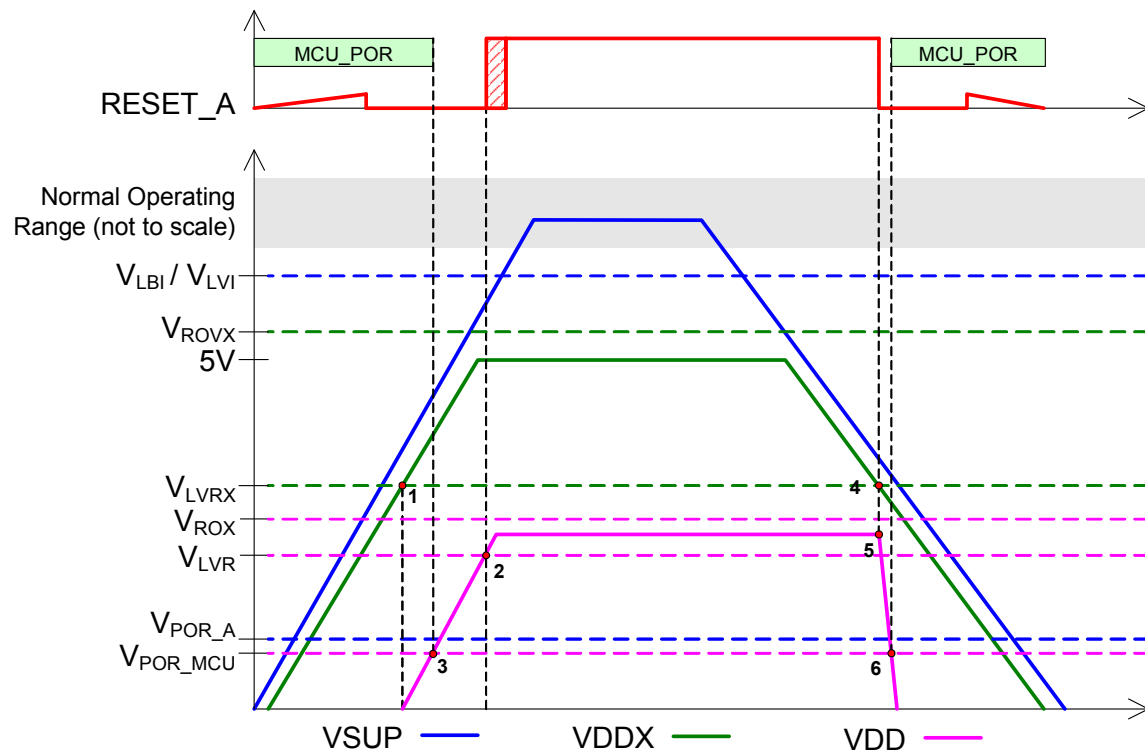 MCU_POR
MCU_POR
RESET_A
Normal Operating
Range (not to scale)
VLBI / VLVI
VROVX
5V
VLVRX
1
4
VROX
5
VLVR
2
VPOR_A
VPOR_MCU
3
6
VSUP
VDDX
VDD